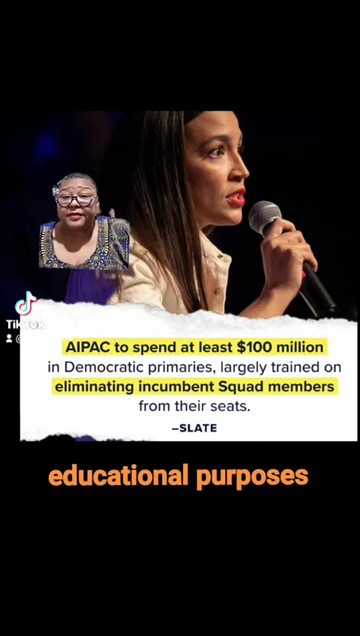 TikTok
@
AIPAC to spend at least $100 million
in Democratic primaries, largely trained on
eliminating incumbent Squad members
from their seats.
–SLATE
educational purposes